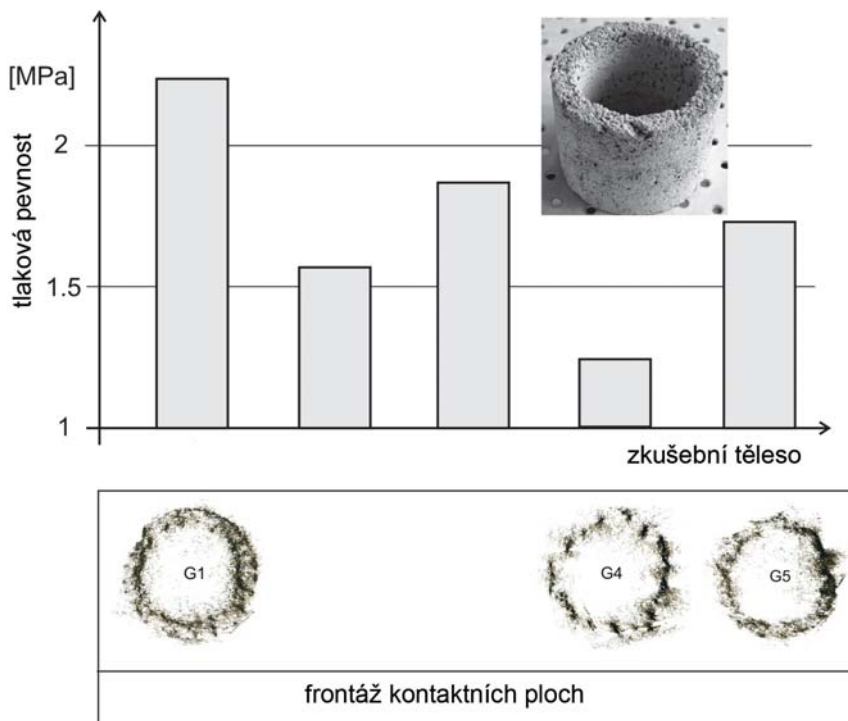 [MPa]
tlaková pevnost
2
1.5
1
zkušební těleso
G1
G4
G5
frontáž kontaktních ploch